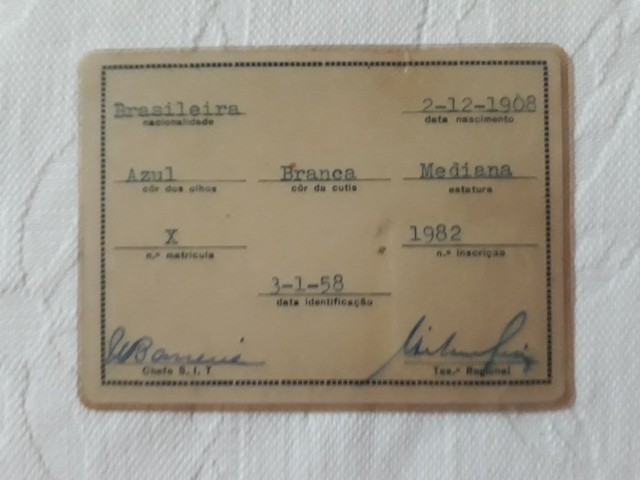 Brasileira 2-12-1908
nacionalidade data nascimento
Azul Branca Mediana
côr dos olhos côr da cutis estatura
X 1982
n.º matrícula n.º inscrição
3-1-58
data identificação
Chefe S. I. T Tes.º Regional